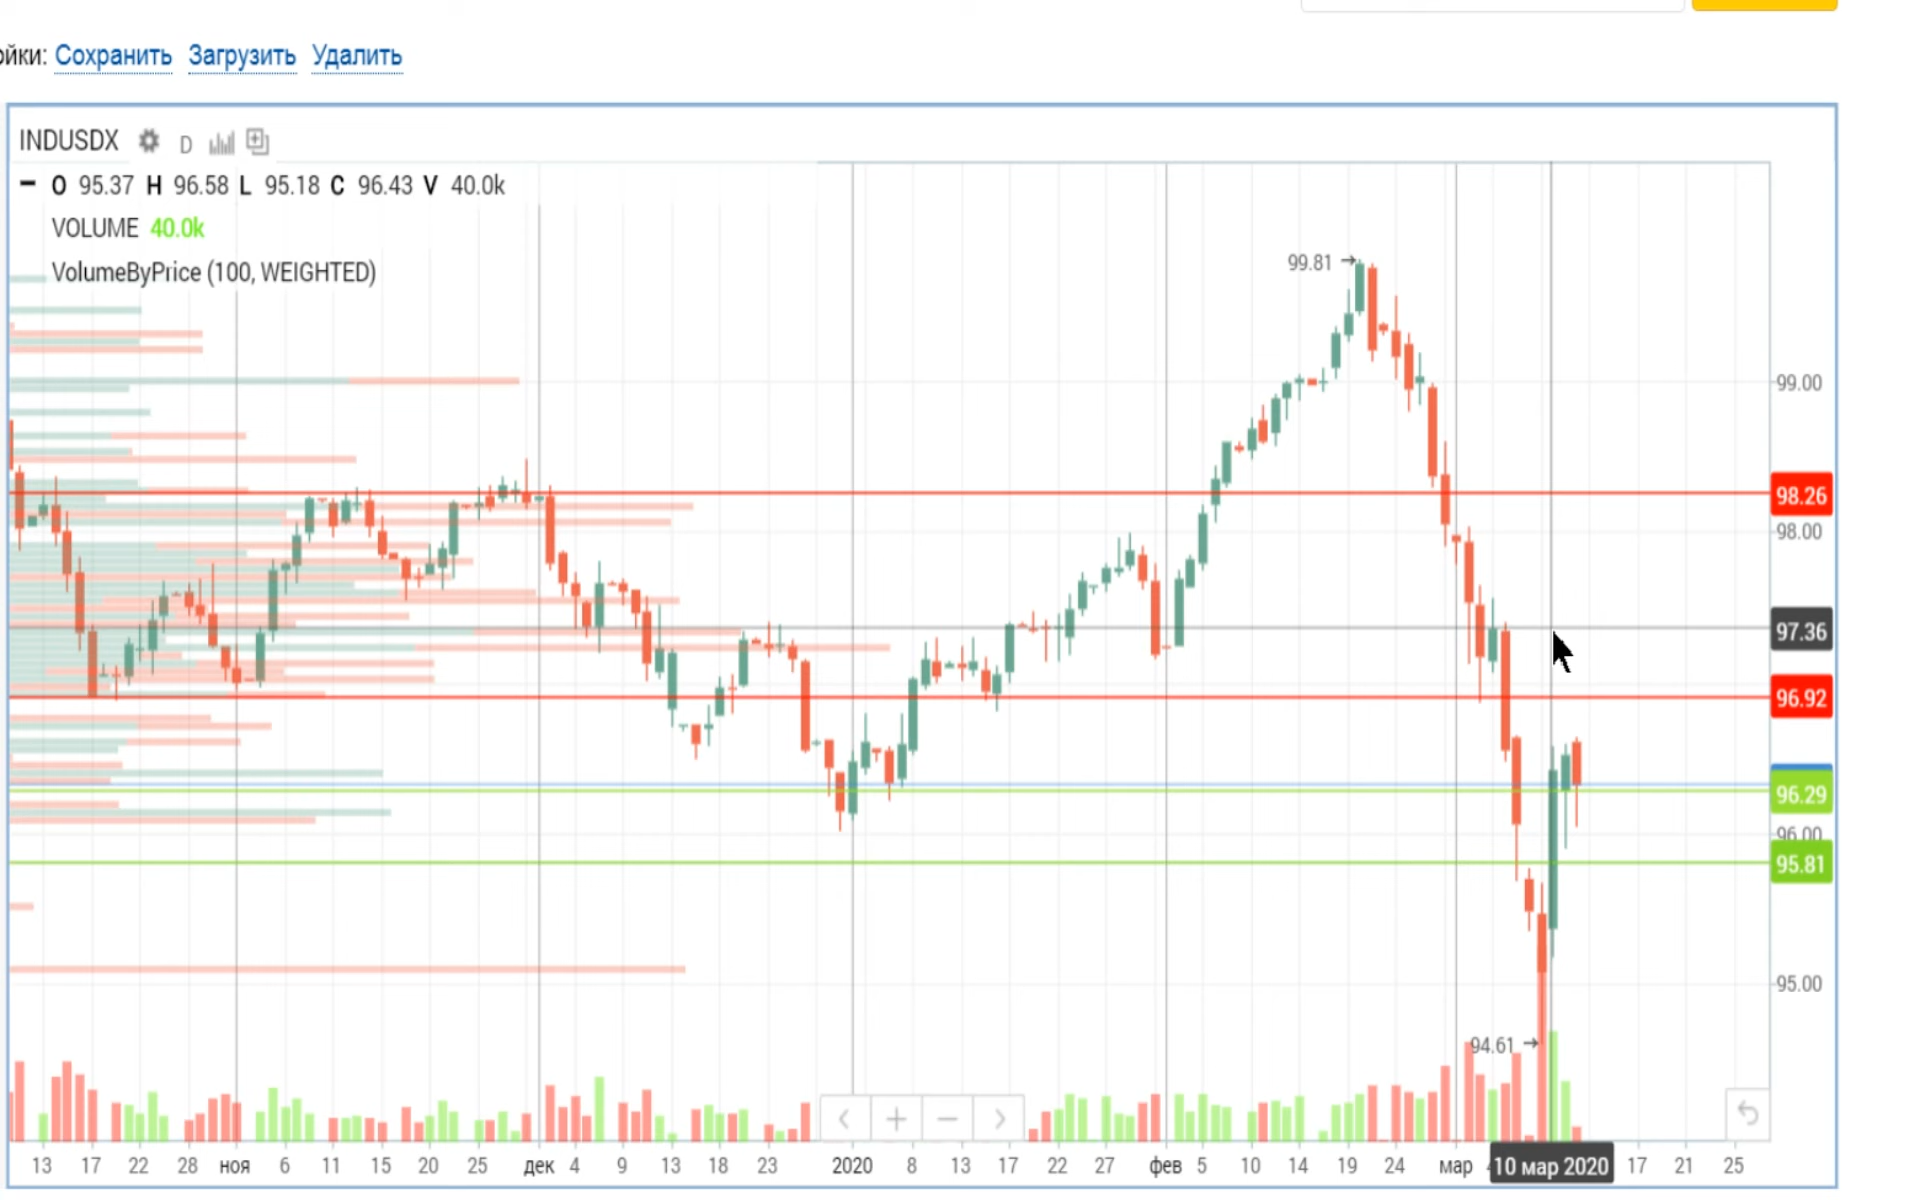 ойки: Сохранить Загрузить Удалить
INDUSDX D
O 95.37 H 96.58 L 95.18 C 96.43 V 40.0k
VOLUME 40.0k
VolumeByPrice (100, WEIGHTED)
99.81
99.00
98.26
98.00
97.36
96.92
96.29
96.00
95.81
95.00
94.61
13 17 22 28 ноя 6 11 15 20 25 дек 4 9 13 18 23 2020 8 13 17 22 27 фев 5 10 14 19 24 мар 10 мар 2020 17 21 25